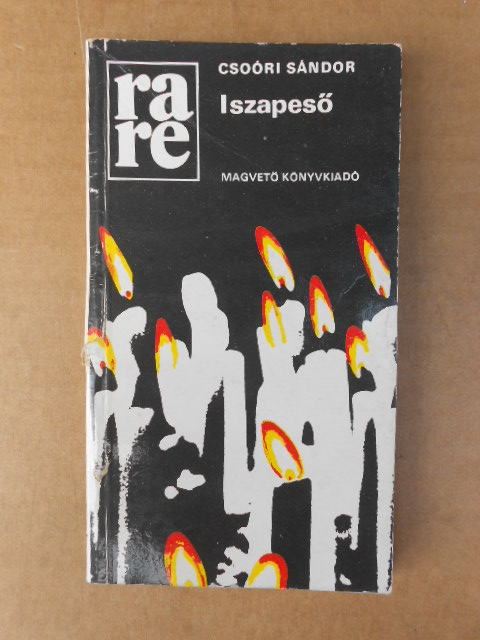 ra
re
CSOÓRI SÁNDOR
Iszapeső
MAGVETŐ KÖNYVKIADÓ